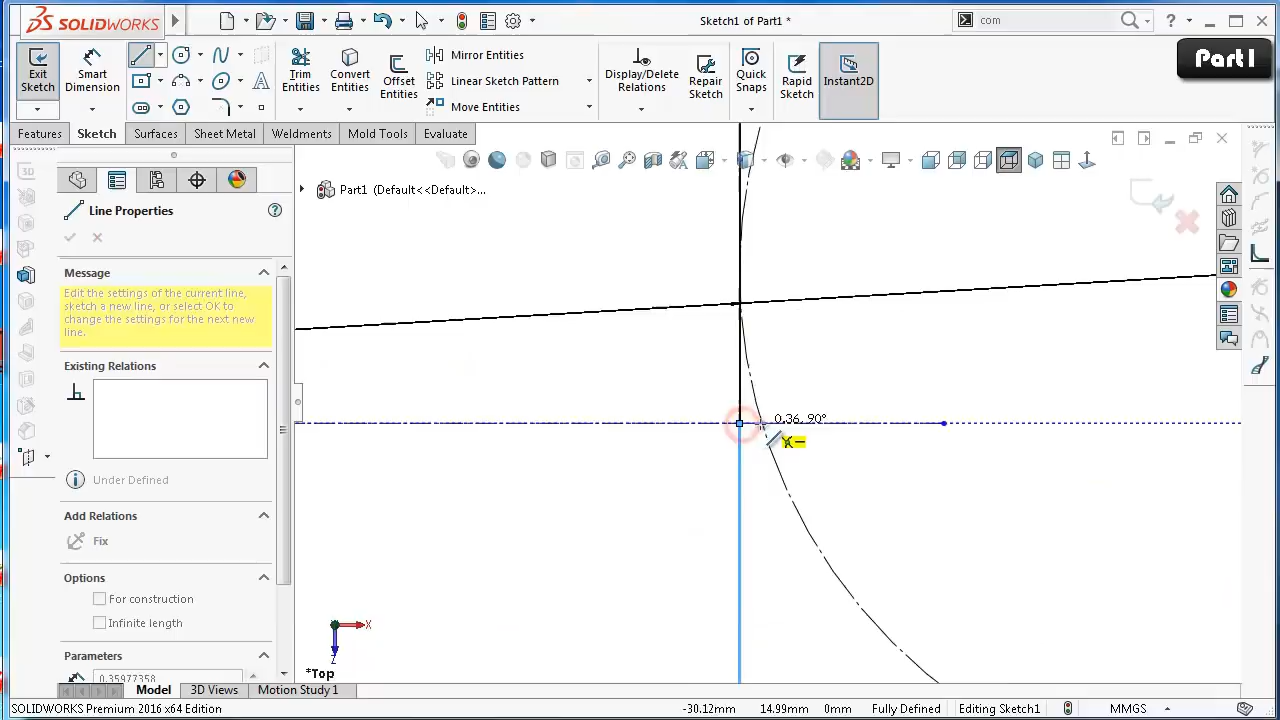 SOLIDWORKS
Sketch1 of Part1 *
com
Part1
Exit Sketch
Smart Dimension
Trim Entities
Convert Entities
Offset Entities
Mirror Entities
Linear Sketch Pattern
Move Entities
Display/Delete Relations
Repair Sketch
Quick Snaps
Rapid Sketch
Instant2D
Features
Sketch
Surfaces
Sheet Metal
Weldments
Mold Tools
Evaluate
Part1 (Default<<Default>...
Line Properties
Message
Edit the settings of the current line,
sketch a new line, or select OK to
change the settings for the next new
line.
Existing Relations
Under Defined
Add Relations
Fix
Options
For construction
Infinite length
Parameters
0.35977358
0.36, 90°
X
Z
*Top
Model
3D Views
Motion Study 1
SOLIDWORKS Premium 2016 x64 Edition
-30.12mm
14.99mm
0mm
Fully Defined
Editing Sketch1
MMGS